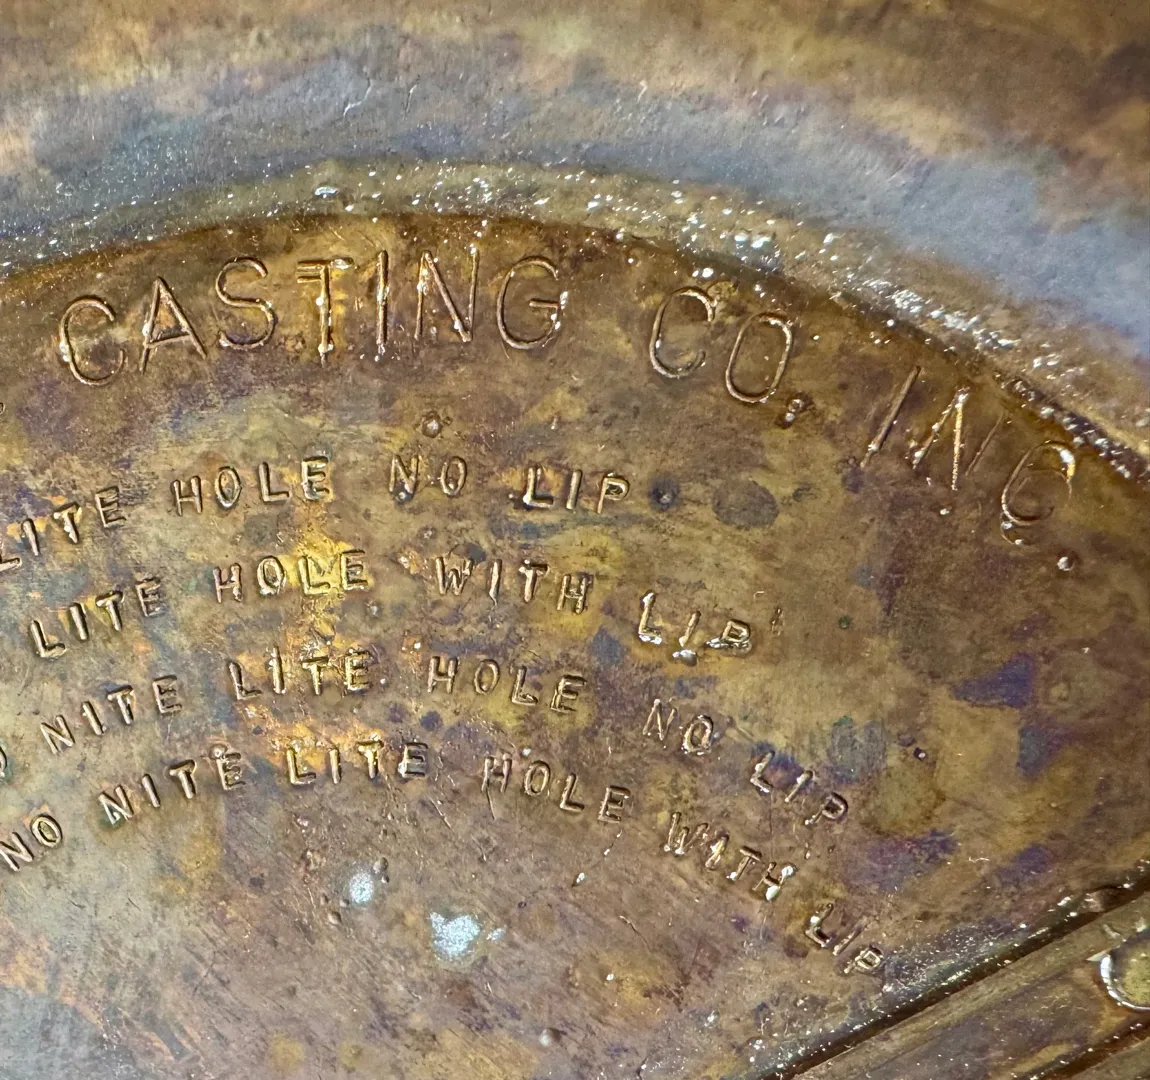 CASTING CO, INC.
LITE HOLE NO LIP
LITE HOLE WITH LIP
NITE LITE HOLE NO LIP
NO NITE LITE HOLE WITH LIP